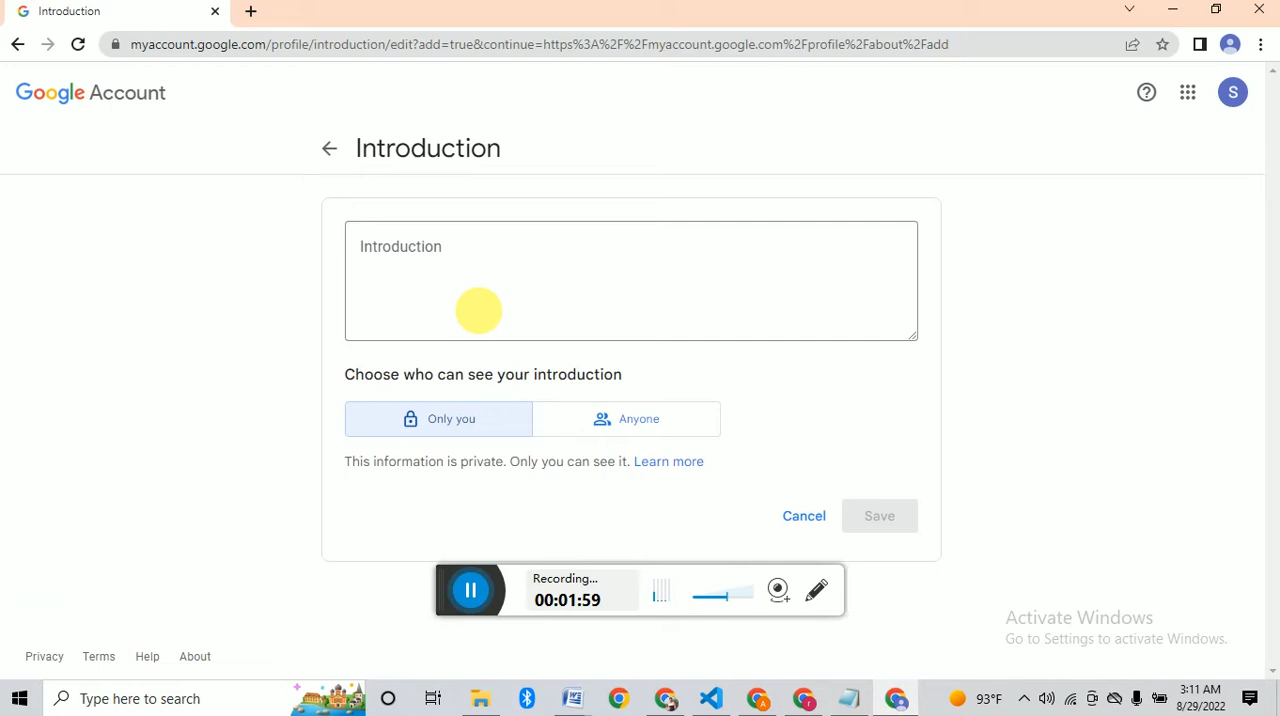 Introduction
myaccount.google.com/profile/introduction/edit?add=true&continue=https%3A%2F%2Fmyaccount.google.com%2Fprofile%2Fabout%2Fadd
Google Account
S
Introduction
Introduction
Choose who can see your introduction
Only you
Anyone
This information is private. Only you can see it. Learn more
Cancel
Save
Recording...
00:01:59
Activate Windows
Go to Settings to activate Windows.
Privacy
Terms
Help
About
Type here to search
A
r
93°F
3:11 AM
8/29/2022